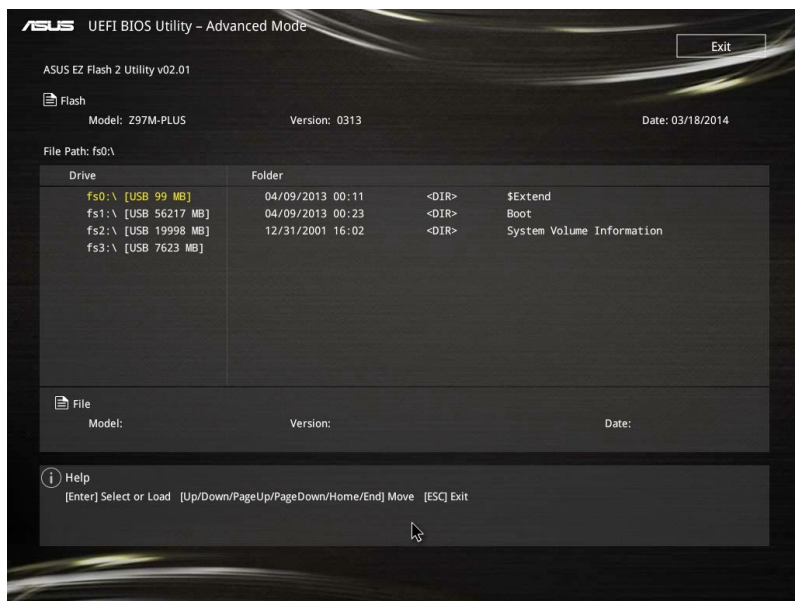 ASUS UEFI BIOS Utility – Advanced Mode
Exit
ASUS EZ Flash 2 Utility v02.01
Flash
Model: Z97M-PLUS Version: 0313 Date: 03/18/2014
File Path: fs0:\
Drive Folder
fs0:\ [USB 99 MB] 04/09/2013 00:11 <DIR> $Extend
fs1:\ [USB 56217 MB] 04/09/2013 00:23 <DIR> Boot
fs2:\ [USB 19998 MB] 12/31/2001 16:02 <DIR> System Volume Information
fs3:\ [USB 7623 MB]
File
Model: Version: Date:
i Help
[Enter] Select or Load [Up/Down/PageUp/PageDown/Home/End] Move [ESC] Exit